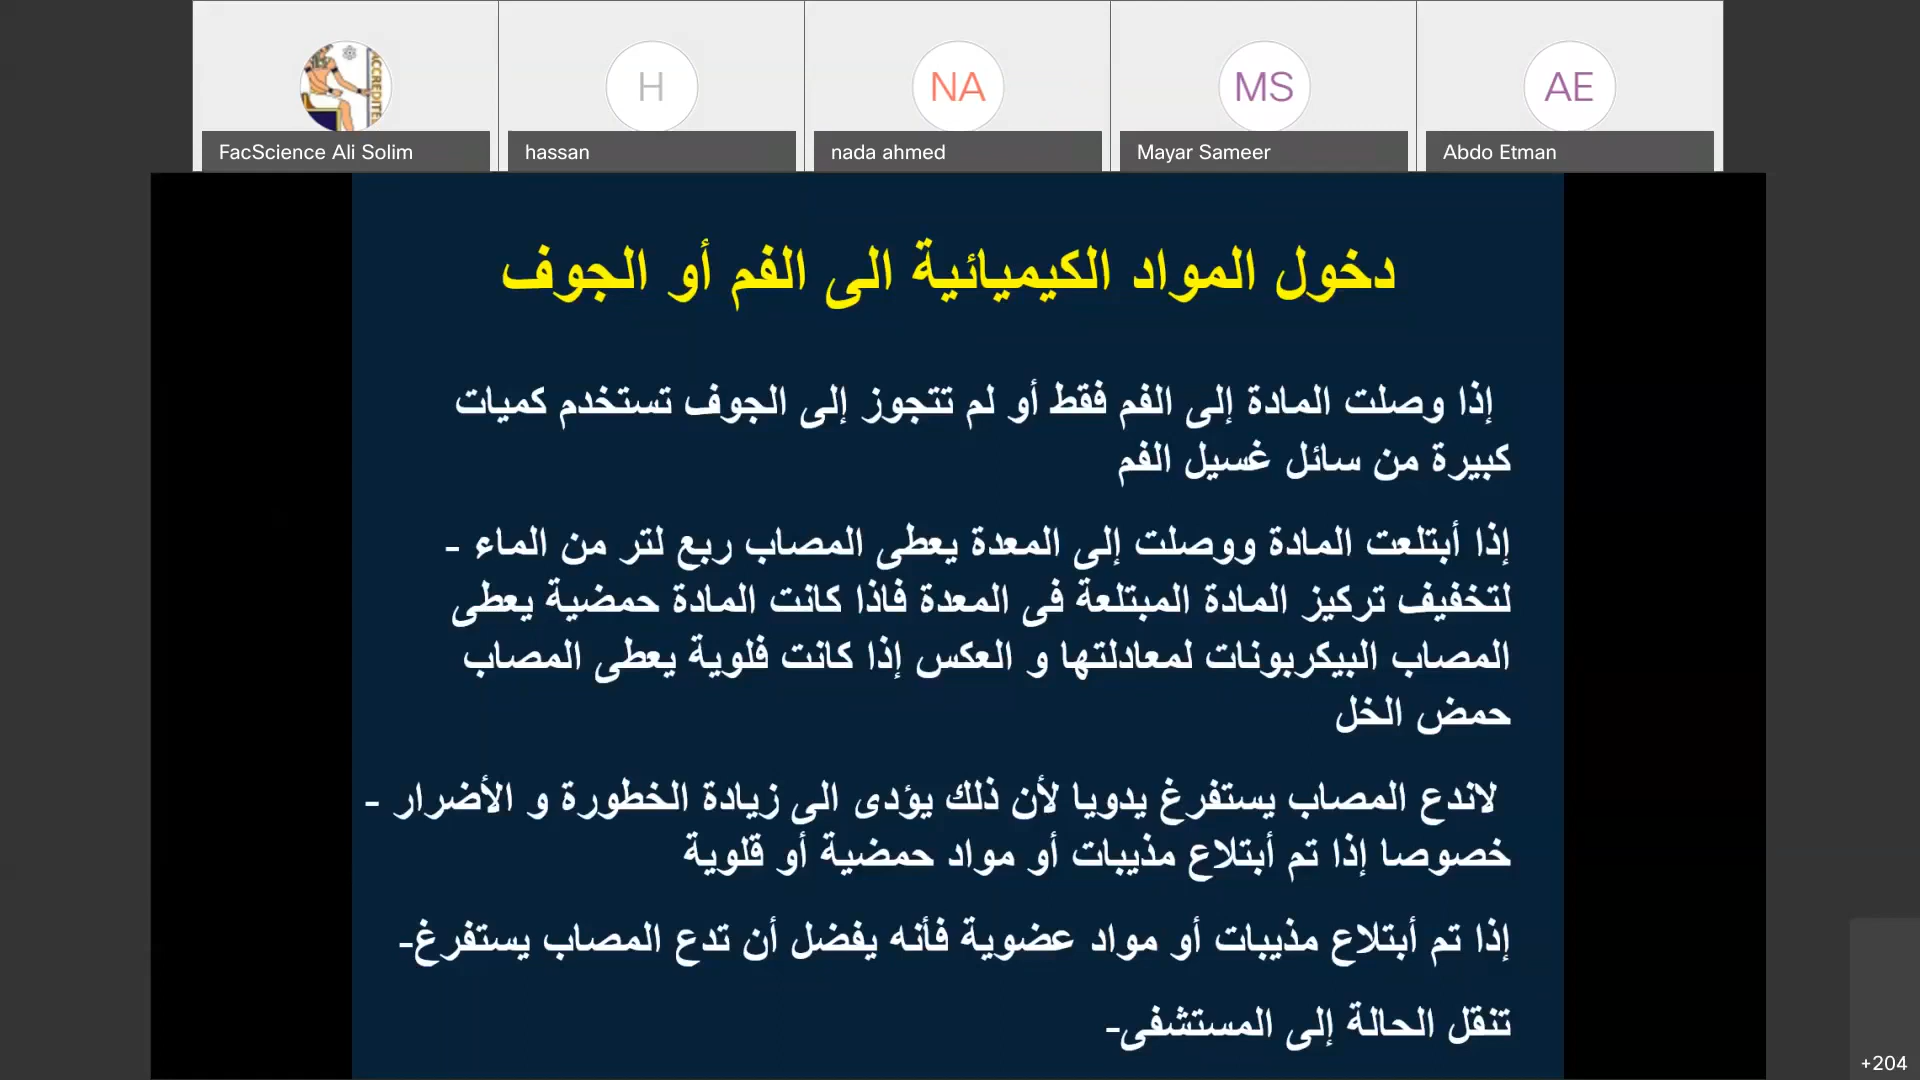 ACCREDITED
H
NA
MS
AE
FacScience Ali Solim
hassan
nada ahmed
Mayar Sameer
Abdo Etman
دخول المواد الكيميائية الى الفم أو الجوف
إذا وصلت المادة إلى الفم فقط أو لم تتجوز إلى الجوف تستخدم كميات
كبيرة من سائل غسيل الفم
إذا أبتلعت المادة ووصلت إلى المعدة يعطى المصاب ربع لتر من الماء -
لتخفيف تركيز المادة المبتلعة فى المعدة فاذا كانت المادة حمضية يعطى
المصاب البيكربونات لمعادلتها و العكس إذا كانت فلوية يعطى المصاب
حمض الخل
لاندع المصاب يستفرغ يدويا لأن ذلك يؤدى الى زيادة الخطورة و الأضرار -
خصوصا إذا تم أبتلاع مذيبات أو مواد حمضية أو قلوية
إذا تم أبتلاع مذيبات أو مواد عضوية فأنه يفضل أن تدع المصاب يستفرغ-
تنقل الحالة إلى المستشفى-
+204